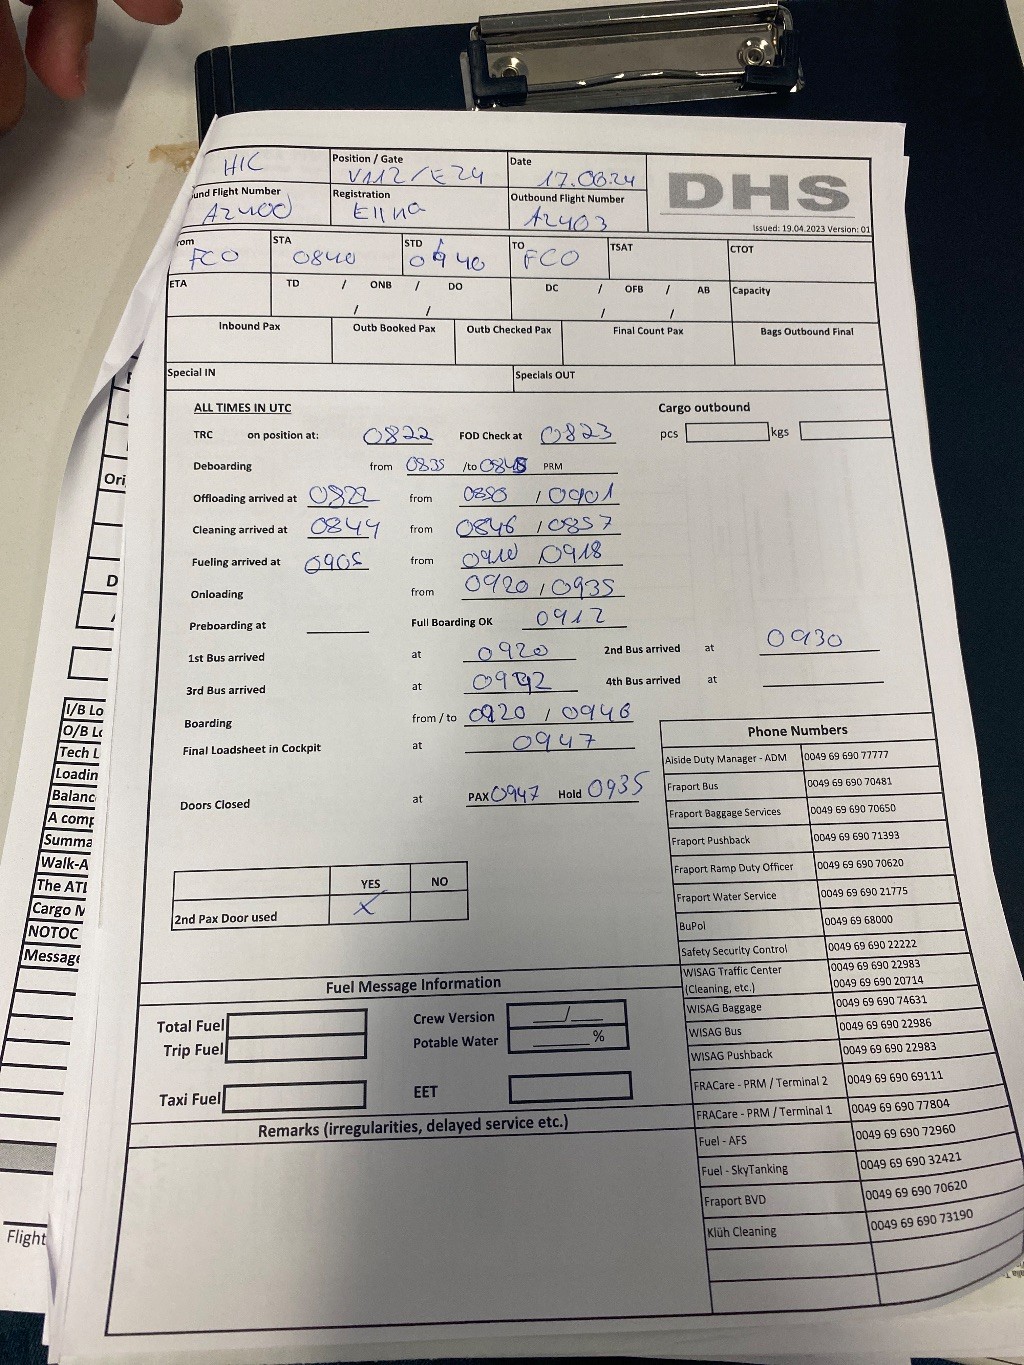 HIC
Position / Gate
V112/E24
Date
17.08.24
DHS
und Flight Number
AZ400
Registration
EIINA
Outbound Flight Number
AZ403
Issued: 19.04.2023 Version: 01
rom
FCO
STA
0840
STD
0940
TO
FCO
TSAT
CTOT
ETA
TD / ONB / DO
DC / OFB / AB
Capacity
/ /
/ /
Inbound Pax
Outb Booked Pax
Outb Checked Pax
Final Count Pax
Bags Outbound Final
Special IN
Specials OUT
ALL TIMES IN UTC
Cargo outbound
TRC on position at: 0822 FOD Check at 0823
pcs kgs
Deboarding from 0835 /to 0848 PRM
Offloading arrived at 0822 from 0850 / 0901
Cleaning arrived at 0844 from 0846 / 0857
Fueling arrived at 0905 from 0910 0918
Onloading from 0920 / 0935
Preboarding at Full Boarding OK 0912
1st Bus arrived at 0920 2nd Bus arrived at 0930
3rd Bus arrived at 0942 4th Bus arrived at
Boarding from / to 0920 / 0946
Final Loadsheet in Cockpit at 0947
Doors Closed at PAX 0947 Hold 0935
YES NO
2nd Pax Door used X
Fuel Message Information
Total Fuel
Crew Version /
Trip Fuel
Potable Water %
Taxi Fuel
EET
Remarks (irregularities, delayed service etc.)
Phone Numbers
Aiside Duty Manager - ADM 0049 69 690 77777
Fraport Bus 0049 69 690 70481
Fraport Baggage Services 0049 69 690 70650
Fraport Pushback 0049 69 690 71393
Fraport Ramp Duty Officer 0049 69 690 70620
Fraport Water Service 0049 69 690 21775
BuPol 0049 69 68000
Safety Security Control 0049 69 690 22222
WISAG Traffic Center 0049 69 690 22983
(Cleaning, etc.) 0049 69 690 20714
WISAG Baggage 0049 69 690 74631
WISAG Bus 0049 69 690 22986
WISAG Pushback 0049 69 690 22983
FRACare - PRM / Terminal 2 0049 69 690 69111
FRACare - PRM / Terminal 1 0049 69 690 77804
Fuel - AFS 0049 69 690 72960
Fuel - SkyTanking 0049 69 690 32421
Fraport BVD 0049 69 690 70620
Klüh Cleaning 0049 69 690 73190
Ori
D
I/B Lo
O/B Lo
Tech L
Loadin
Balanc
A comp
Summa
Walk-A
The ATL
Cargo M
NOTOC
Message
Flight